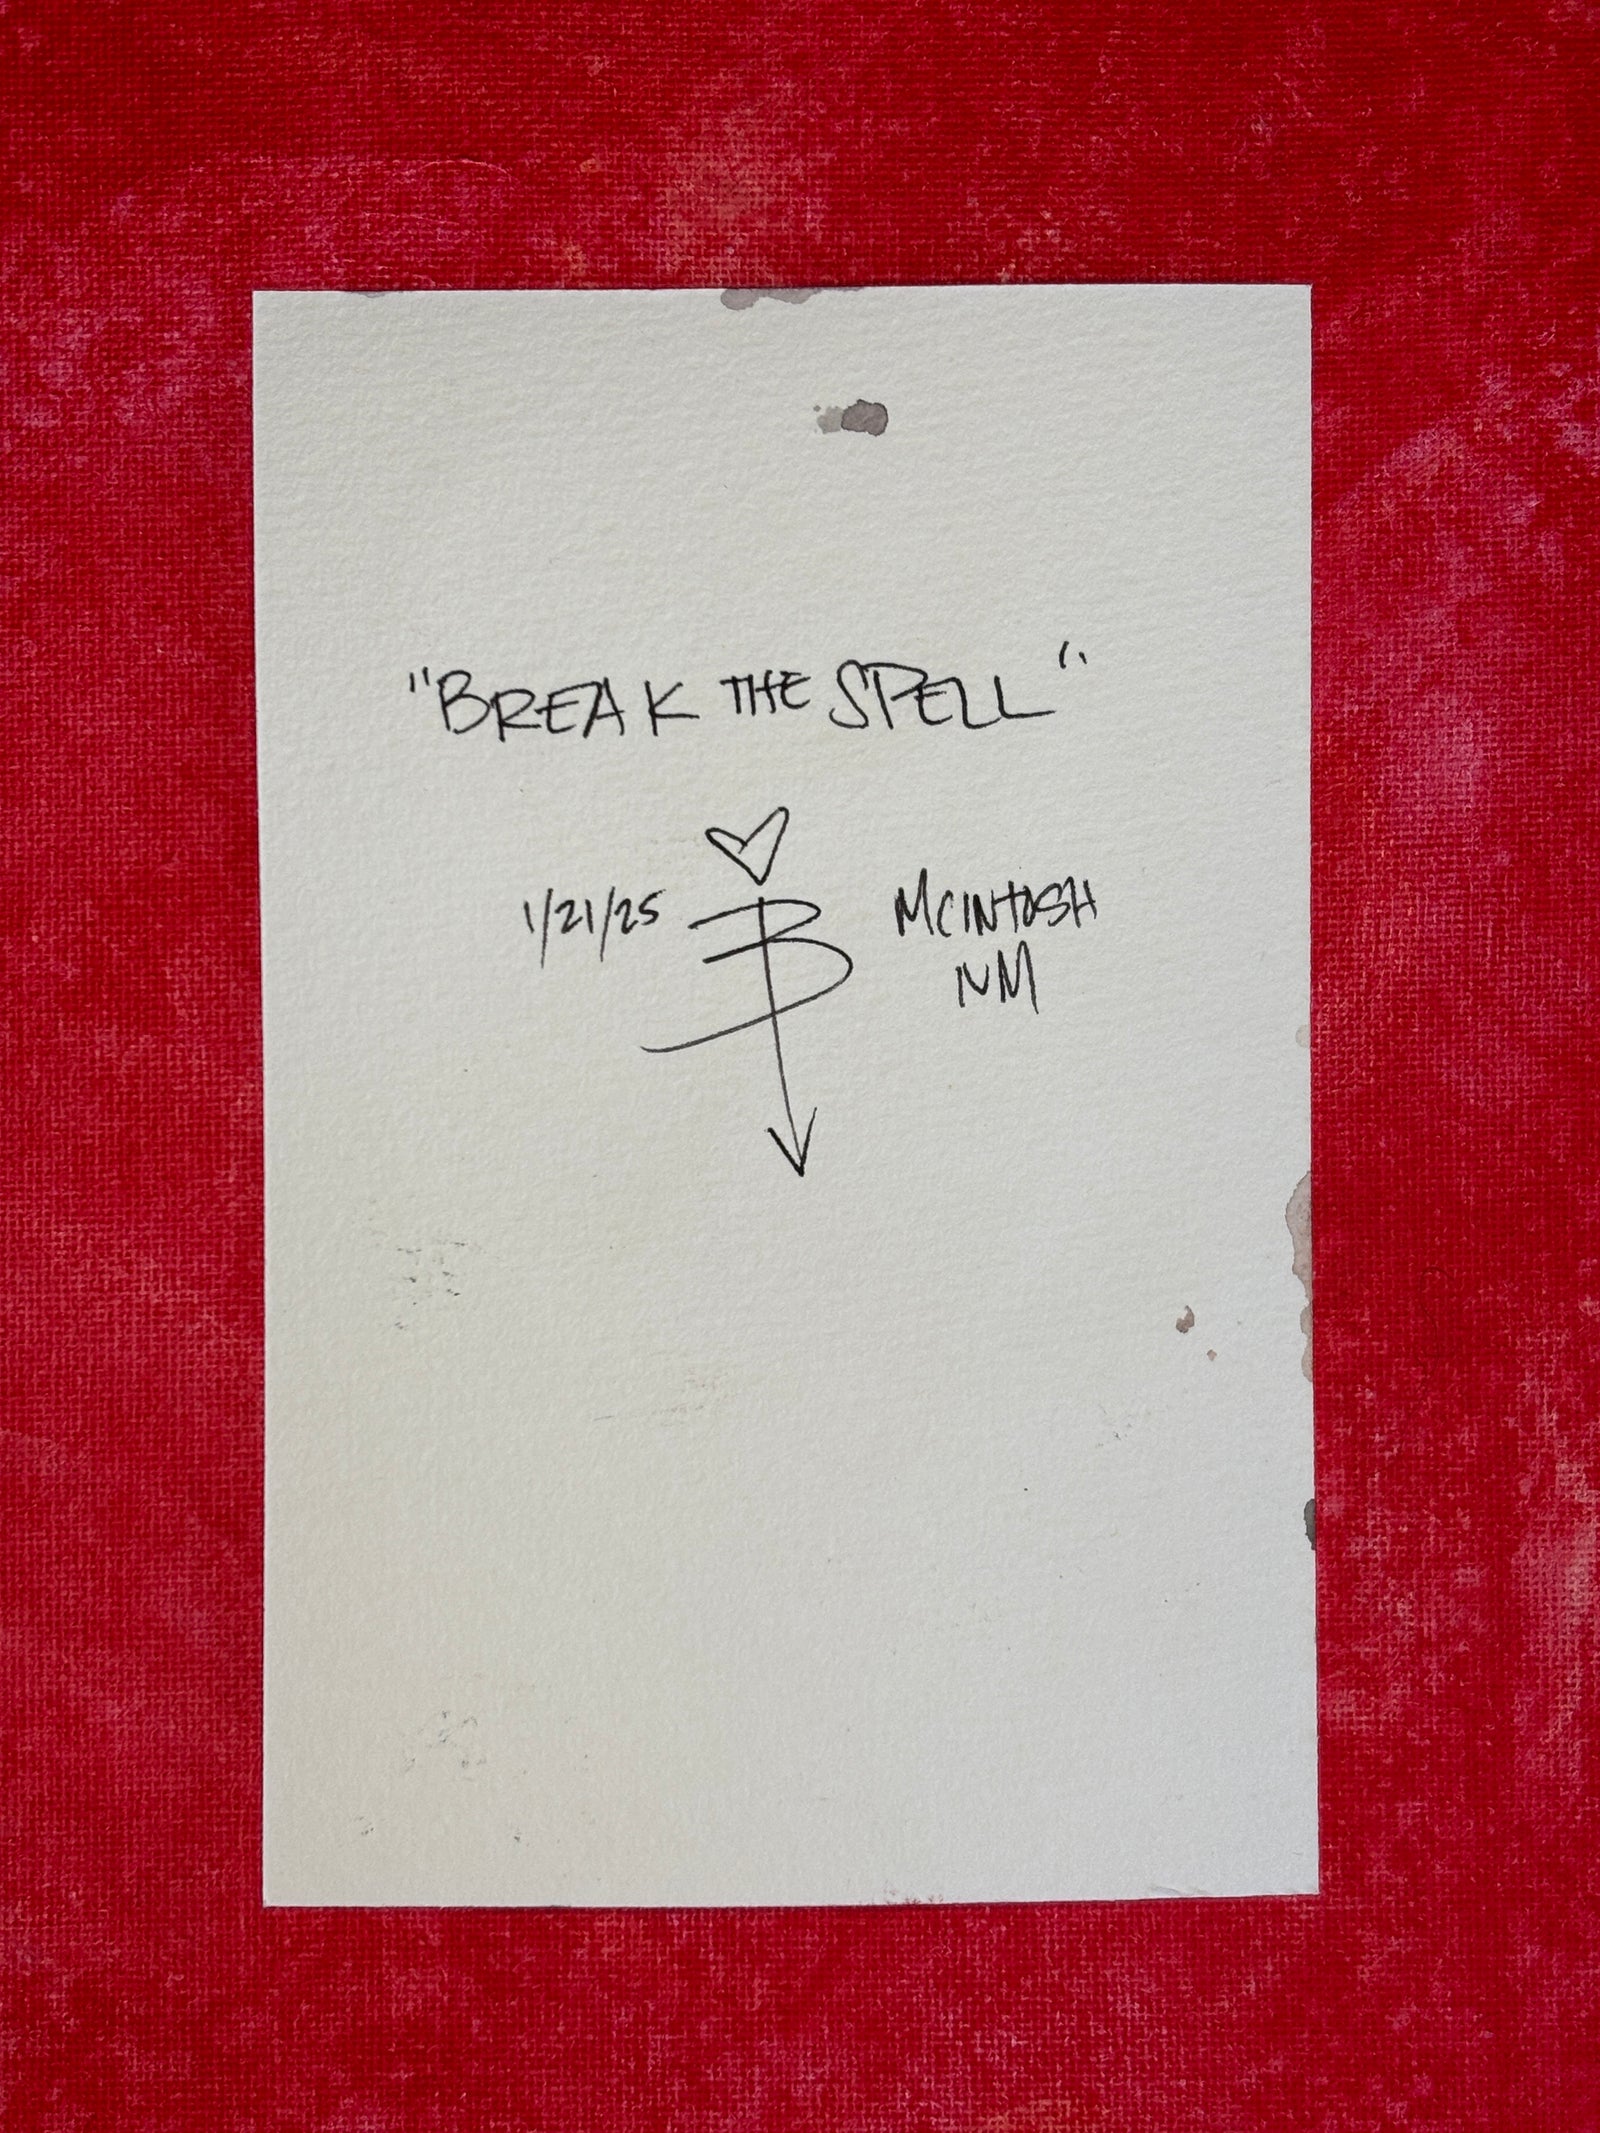 "BREAK THE SPELL"
1/21/25 B MCINTOSH
NM